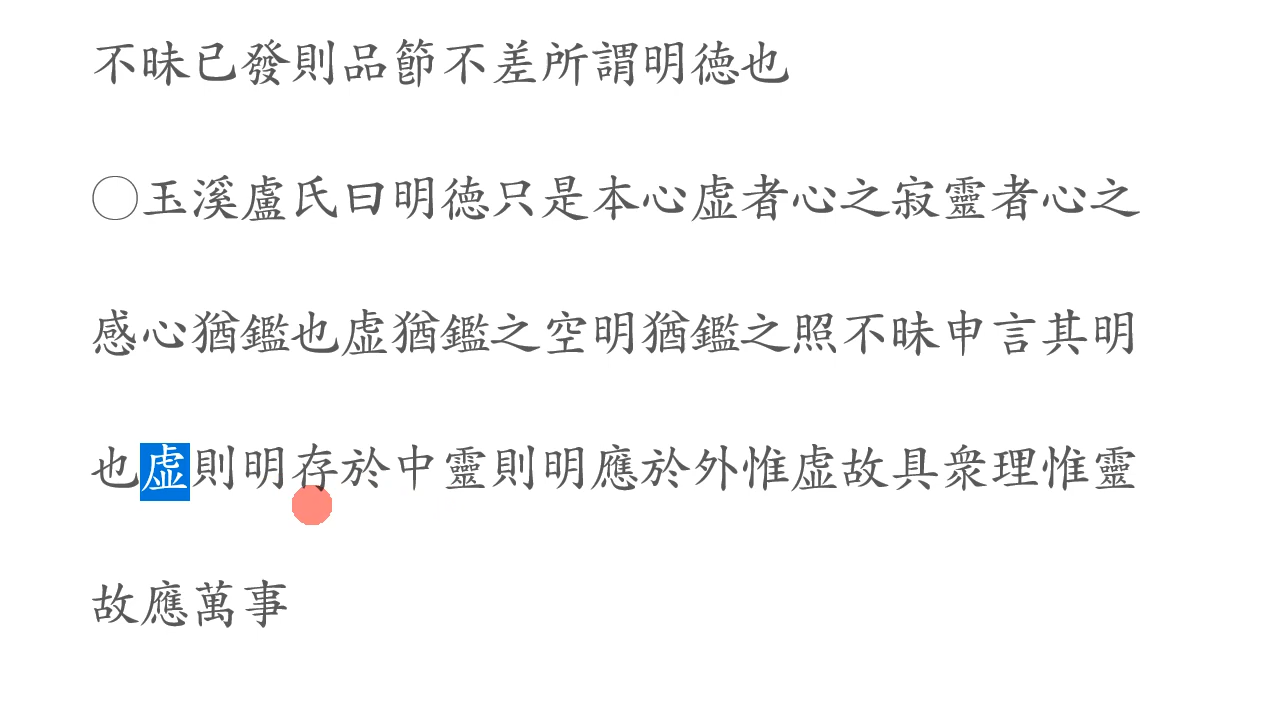 不昧已發則品節不差所謂明德也
◯玉溪盧氏曰明德只是本心虛者心之寂靈者心之
感心猶鑑也虛猶鑑之空明猶鑑之照不昧申言其明
也虛則明存於中靈則明應於外惟虛故具衆理惟靈
故應萬事